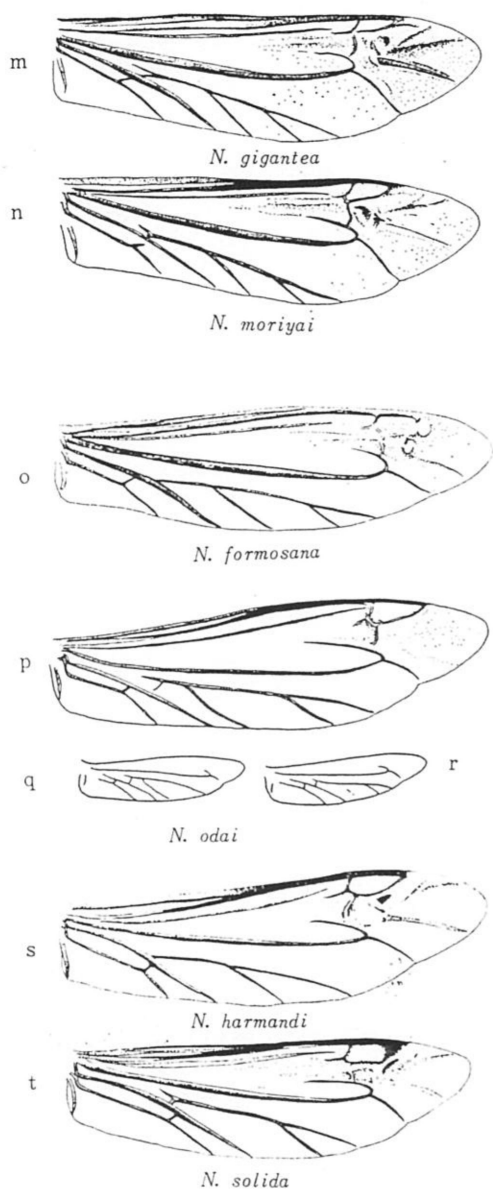 m
N. gigantea
n
N. moriyai
o
N. formosana
p
q
r
N. odai
s
N. harmandi
t
N. solida